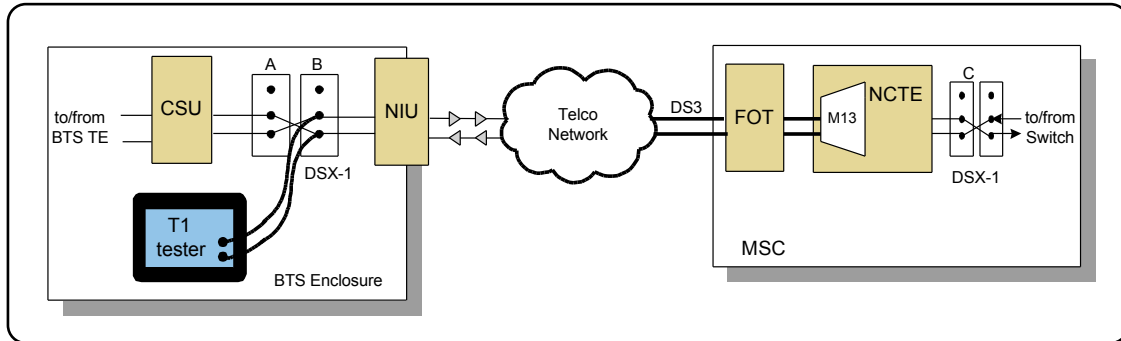 A
B
CSU
to/from
BTS TE
NIU
DSX-1
T1
tester
BTS Enclosure
Telco
Network
DS3
FOT
NCTE
M13
C
to/from
Switch
DSX-1
MSC